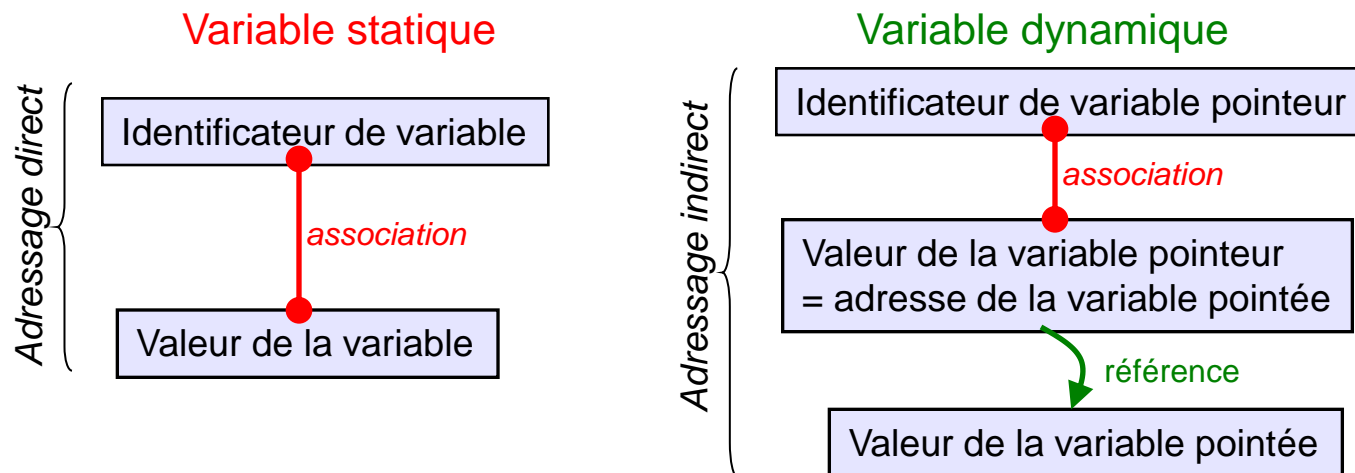 Variable statique
Adressage direct
Identificateur de variable
association
Valeur de la variable
Variable dynamique
Adressage indirect
Identificateur de variable pointeur
association
Valeur de la variable pointeur
= adresse de la variable pointée
référence
Valeur de la variable pointée